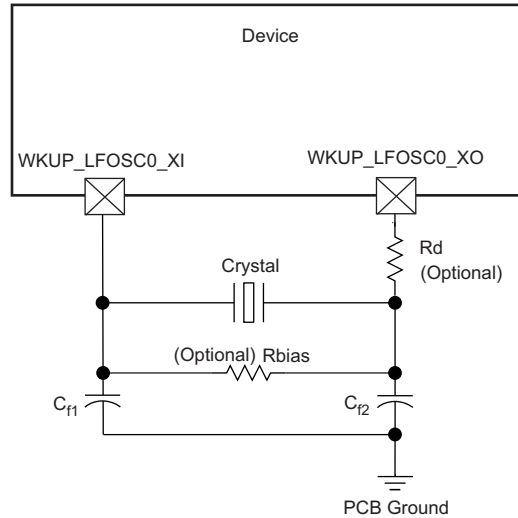 Device
WKUP_LFOSC0_XI
WKUP_LFOSC0_XO
Rd
(Optional)
Crystal
(Optional) Rbias
Cf1
Cf2
PCB Ground